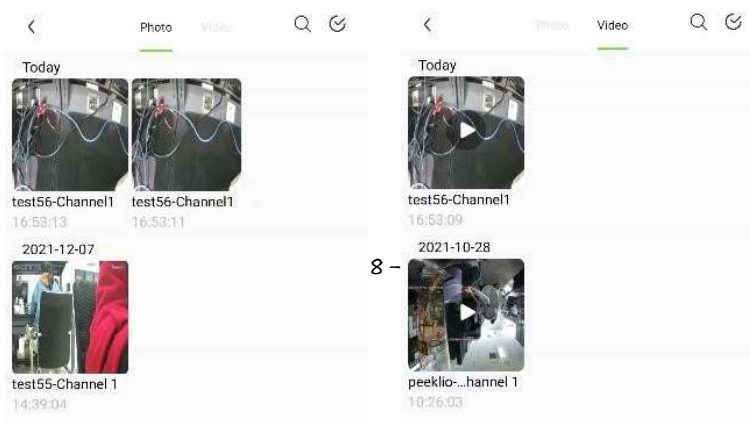 Photo Video
Today
test56-Channel1 test56-Channel1
16:53:13 16:53:11
2021-12-07
test55-Channel 1
14:39:04
8-
Photo Video
Today
test56-Channel1
16:53:09
2021-10-28
peeklio-...hannel 1
10:26:03